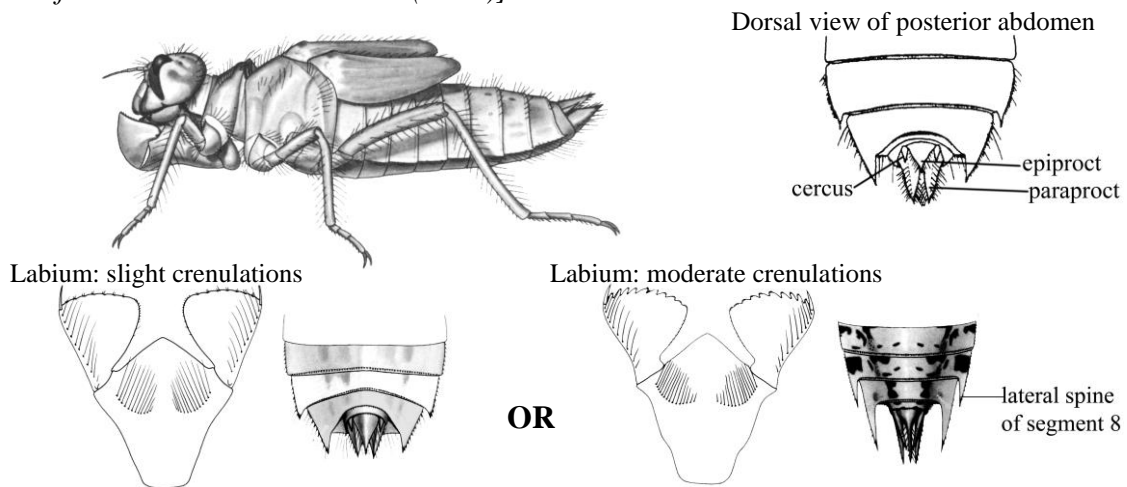 Dorsal view of posterior abdomen
epiproct
cercus
paraproct
Labium: slight crenulations
Labium: moderate crenulations
OR
lateral spine
of segment 8